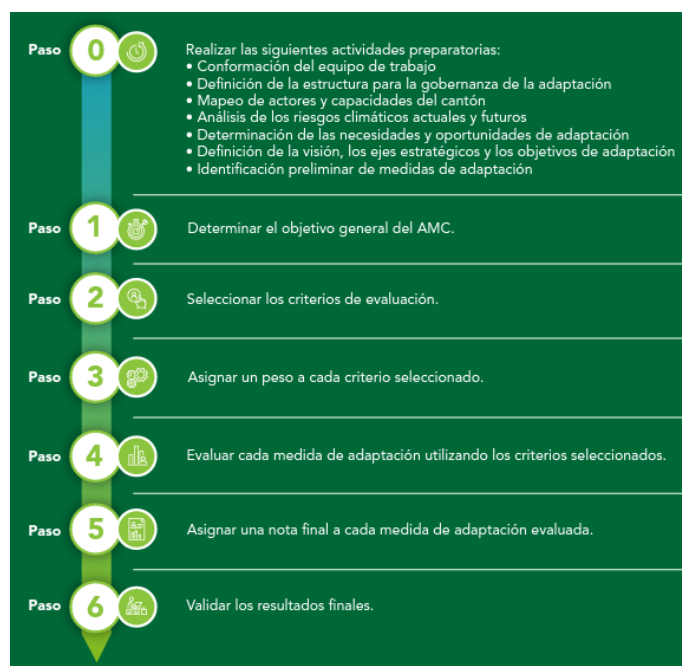 Paso 0 Realizar las siguientes actividades preparatorias:
• Conformación del equipo de trabajo
• Definición de la estructura para la gobernanza de la adaptación
• Mapeo de actores y capacidades del cantón
• Análisis de los riesgos climáticos actuales y futuros
• Determinación de las necesidades y oportunidades de adaptación
• Definición de la visión, los ejes estratégicos y los objetivos de adaptación
• Identificación preliminar de medidas de adaptación
Paso 1 Determinar el objetivo general del AMC.
Paso 2 Seleccionar los criterios de evaluación.
Paso 3 Asignar un peso a cada criterio seleccionado.
Paso 4 Evaluar cada medida de adaptación utilizando los criterios seleccionados.
Paso 5 Asignar una nota final a cada medida de adaptación evaluada.
Paso 6 Validar los resultados finales.